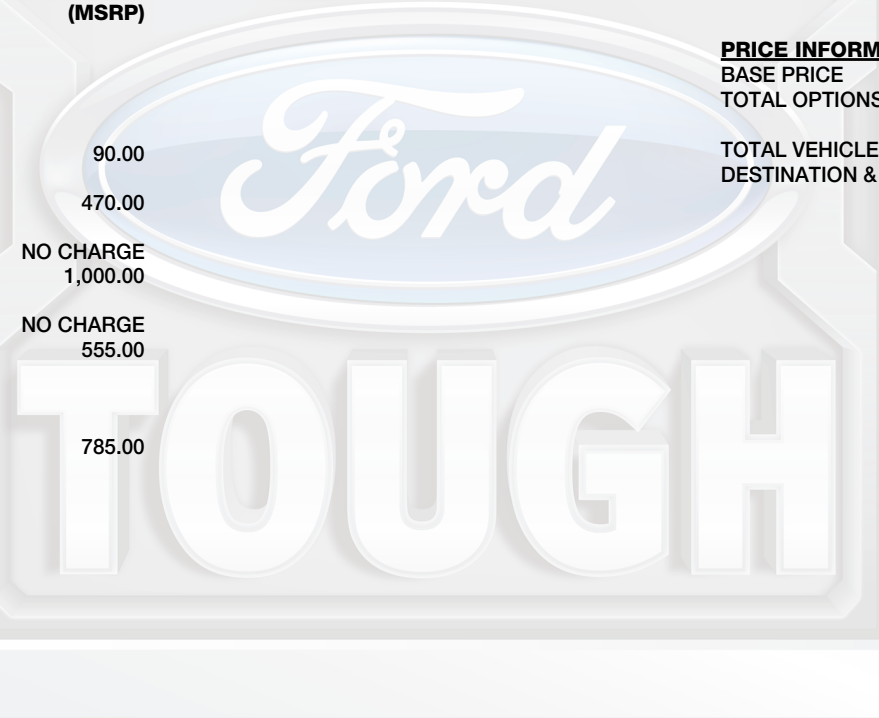 (MSRP)
90.00
470.00
NO CHARGE
1,000.00
NO CHARGE
555.00
785.00
PRICE INFORM
BASE PRICE
TOTAL OPTIONS
TOTAL VEHICLE
DESTINATION &
Ford
TOUGH